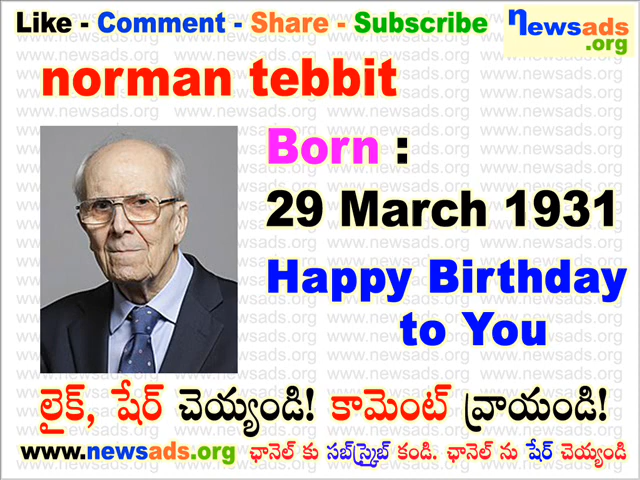 Like - Comment - Share - Subscribe
newsads
.org
norman tebbit
Born :
29 March 1931
Happy Birthday
to You
లైక్, షేర్ చెయ్యండి! కామెంట్ వ్రాయండి!
www.newsads.org ఛానెల్ కు సబ్‌స్క్రైబ్ కండి. ఛానెల్ ను షేర్ చెయ్యండి